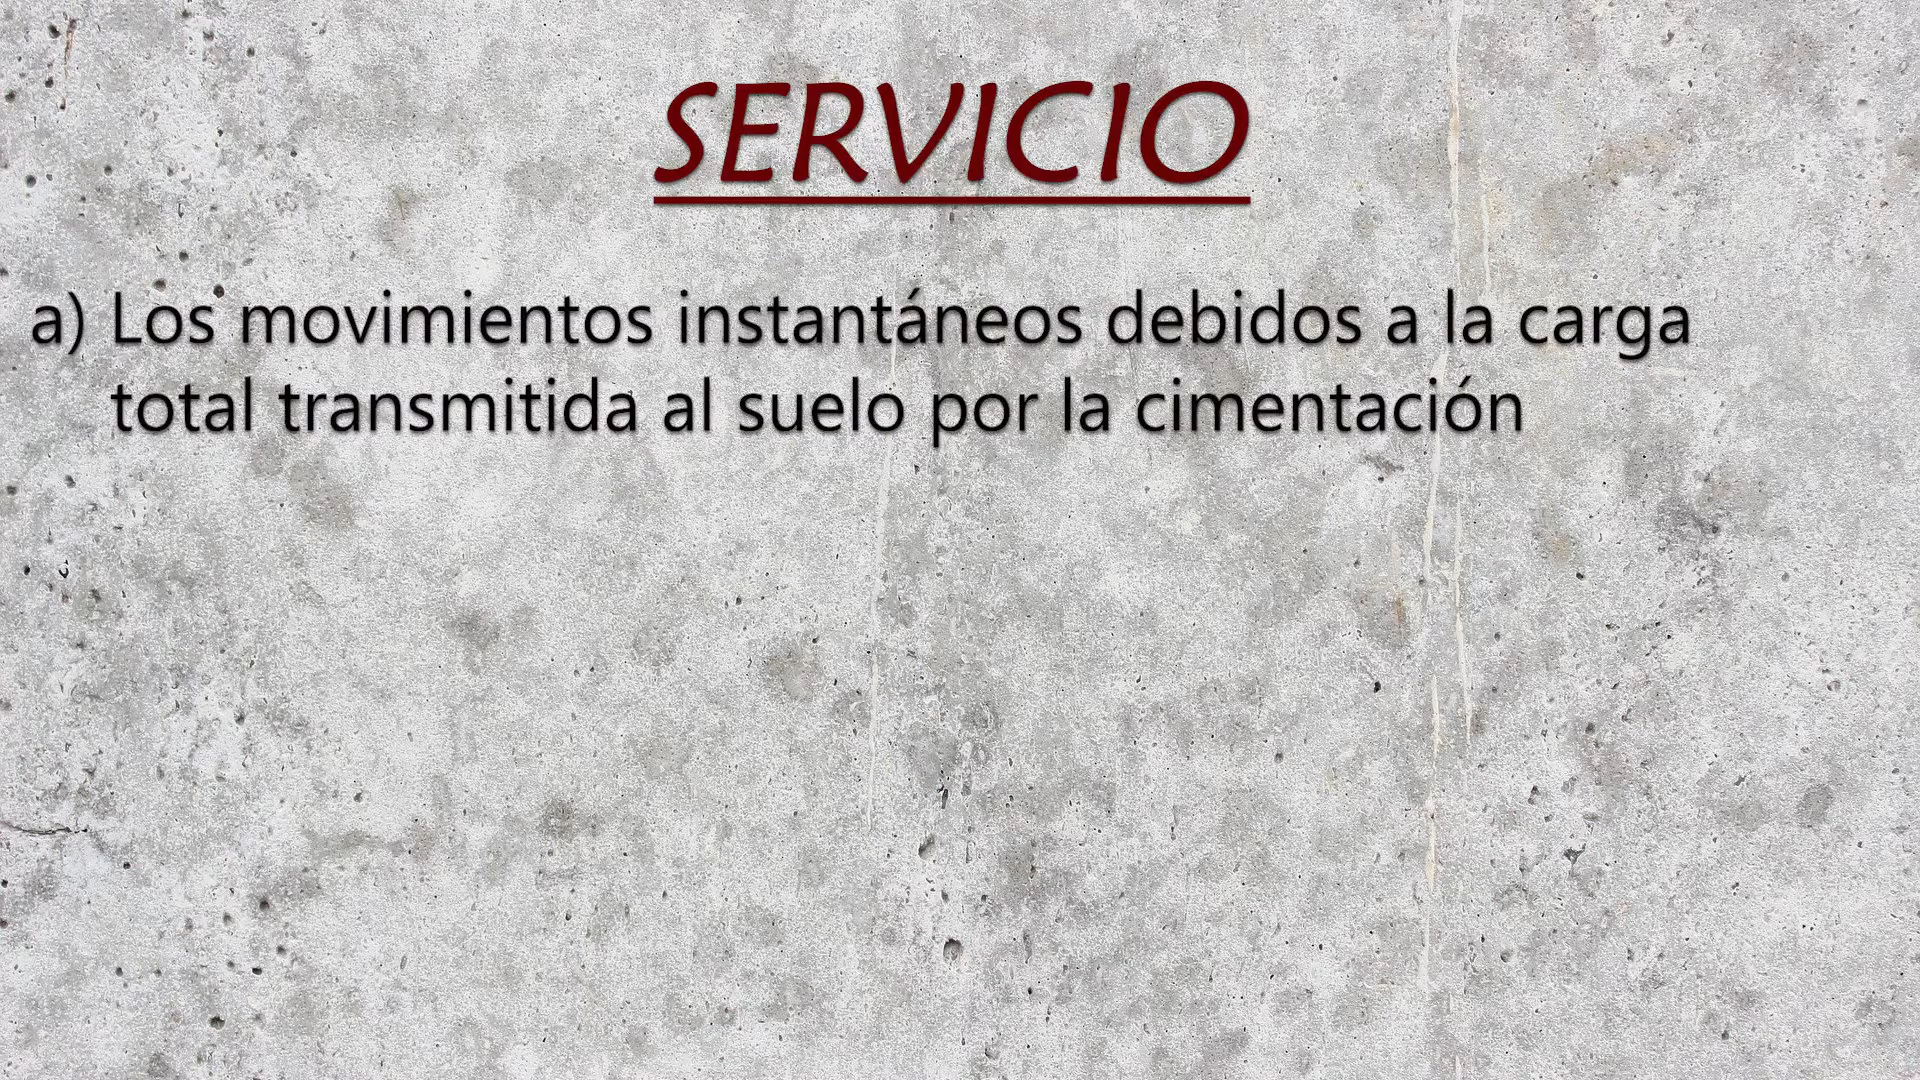 SERVICIO
a) Los movimientos instantáneos debidos a la carga
total transmitida al suelo por la cimentación